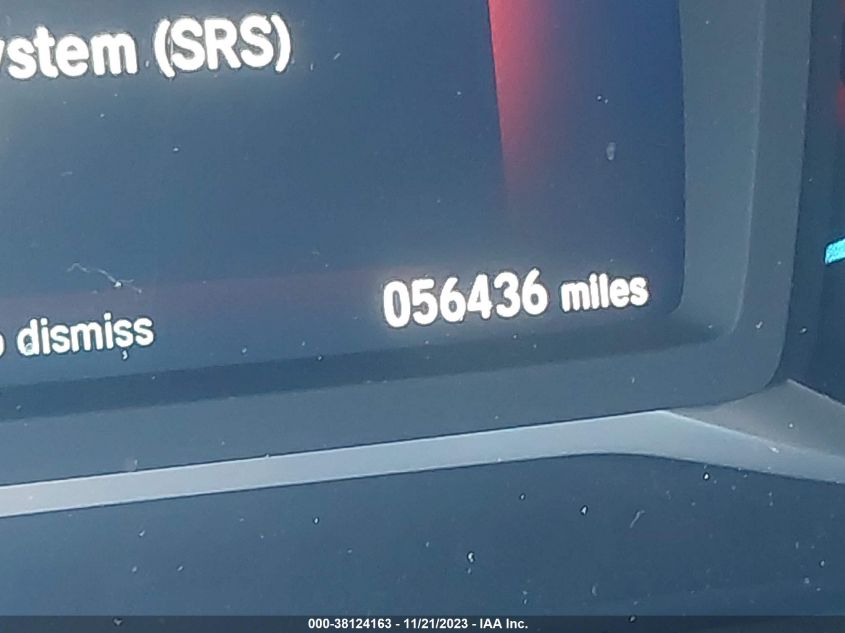 ystem (SRS)
056436 miles
o dismiss
000-38124163 - 11/21/2023 - IAA Inc.